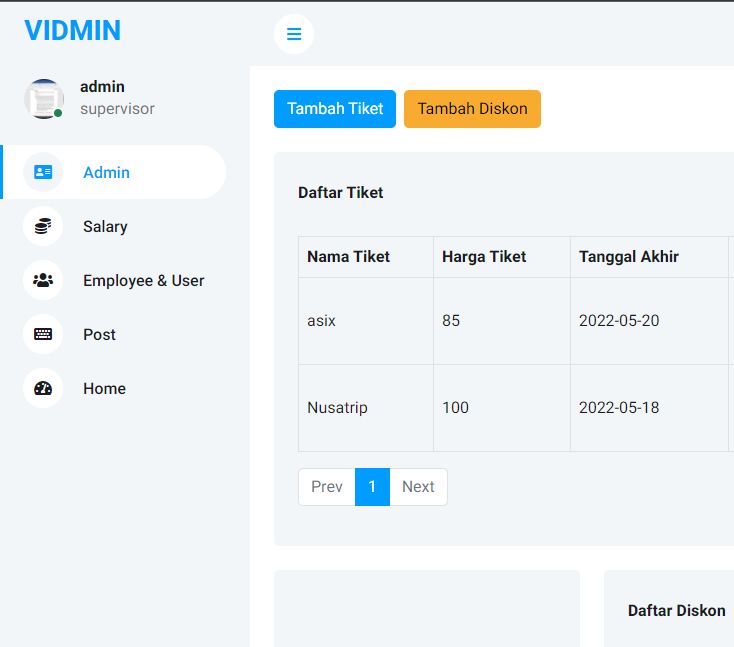 VIDMIN
admin
supervisor
Admin
Salary
Employee & User
Post
Home
Tambah Tiket Tambah Diskon
Daftar Tiket
Nama Tiket Harga Tiket Tanggal Akhir
asix 85 2022-05-20
Nusatrip 100 2022-05-18
Prev 1 Next
Daftar Diskon